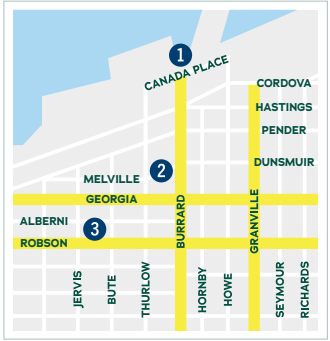 1
CANADA PLACE
CORDOVA
HASTINGS
PENDER
DUNSMUIR
2
MELVILLE
GEORGIA
ALBERNI
3
ROBSON
JERVIS
BUTE
THURLOW
BURRARD
HORNBY
HOWE
GRANVILLE
SEYMOUR
RICHARDS